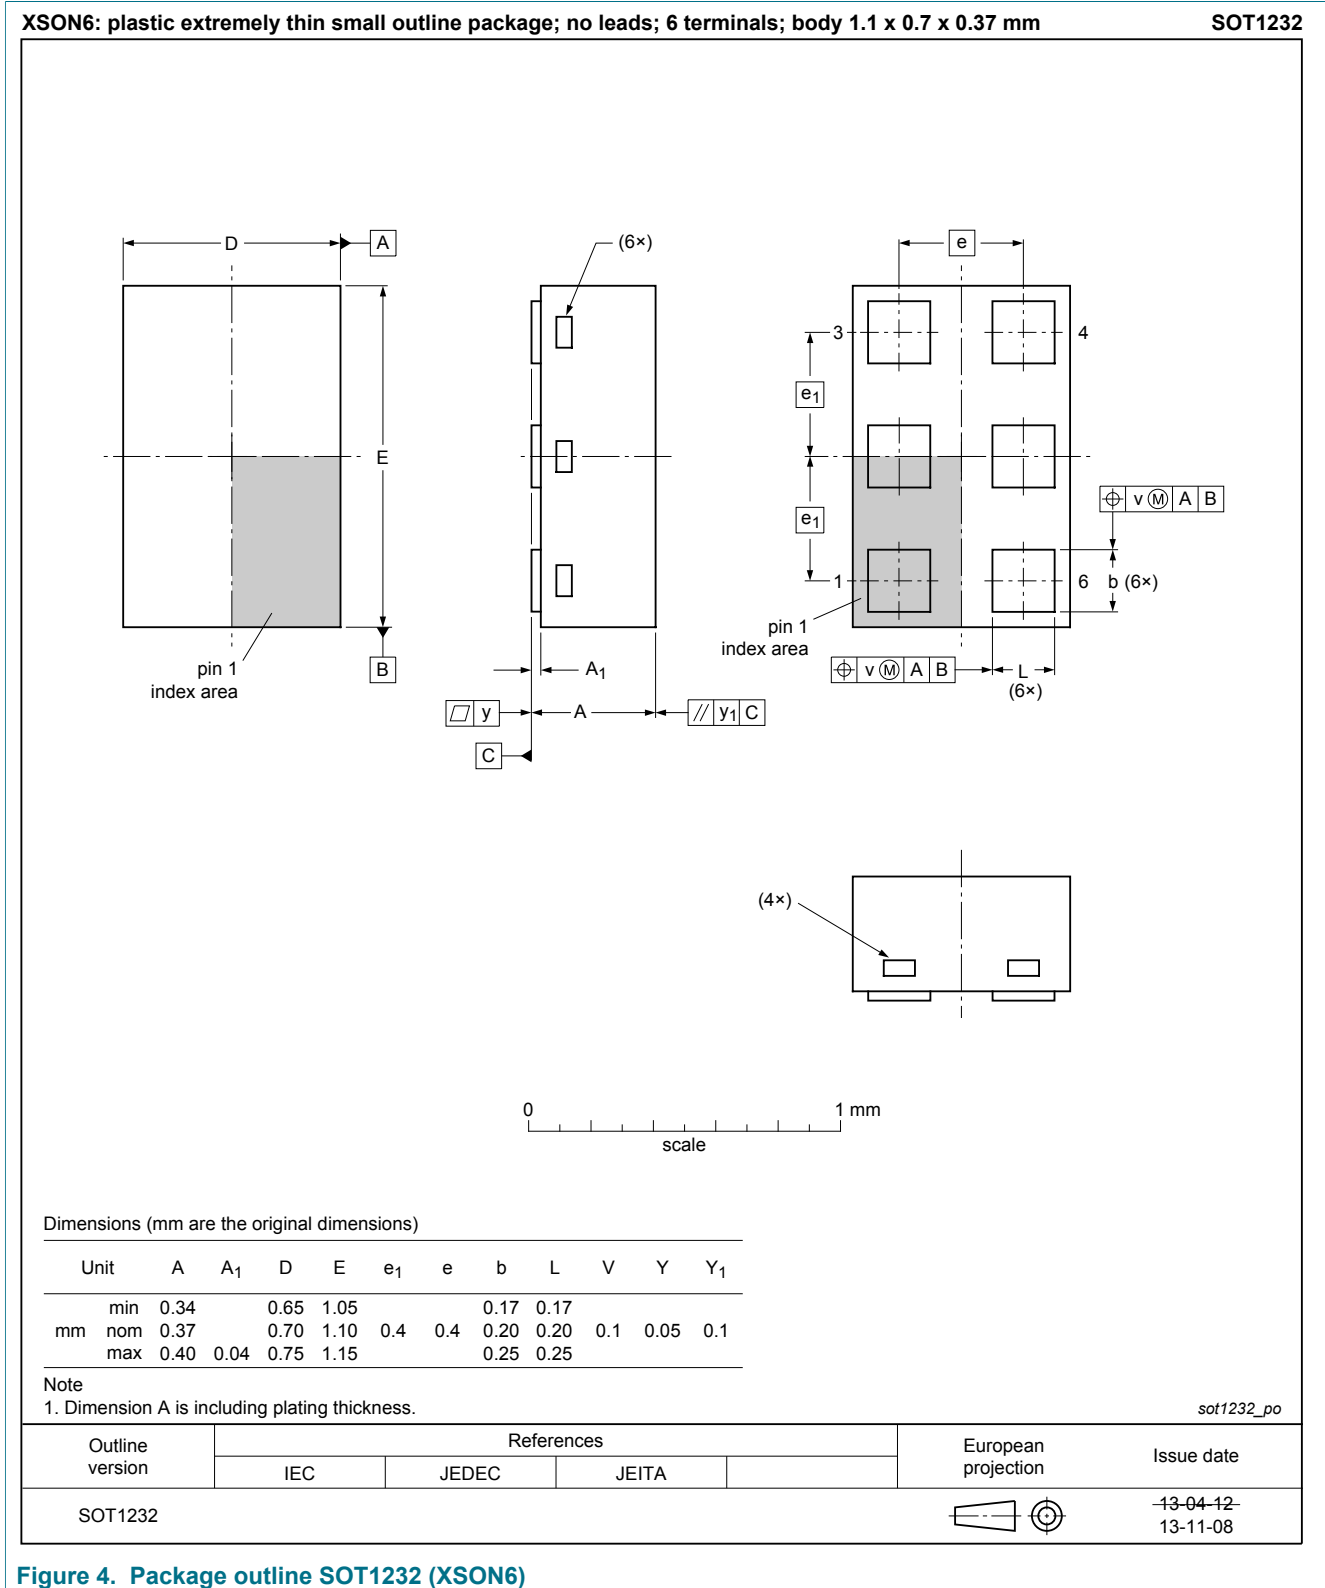 XSON6: plastic extremely thin small outline package; no leads; 6 terminals; body 1.1 x 0.7 x 0.37 mm SOT1232
D A (6×) e
3 4
e1
E
e1
⌖ v Ⓜ A B
1 6 b (6×)
pin 1
index area
B
A1
pin 1
index area
⌖ v Ⓜ A B
L
(6×)
▱ y A // y1 C
C
(4×)
0 1 mm
scale
Dimensions (mm are the original dimensions)
Unit A A1 D E e1 e b L V Y Y1
min 0.34 0.65 1.05 0.17 0.17
mm nom 0.37 0.70 1.10 0.4 0.4 0.20 0.20 0.1 0.05 0.1
max 0.40 0.04 0.75 1.15 0.25 0.25
Note
1. Dimension A is including plating thickness.
sot1232_po
Outline version References European projection Issue date
IEC JEDEC JEITA
SOT1232 13-04-12
13-11-08
Figure 4. Package outline SOT1232 (XSON6)